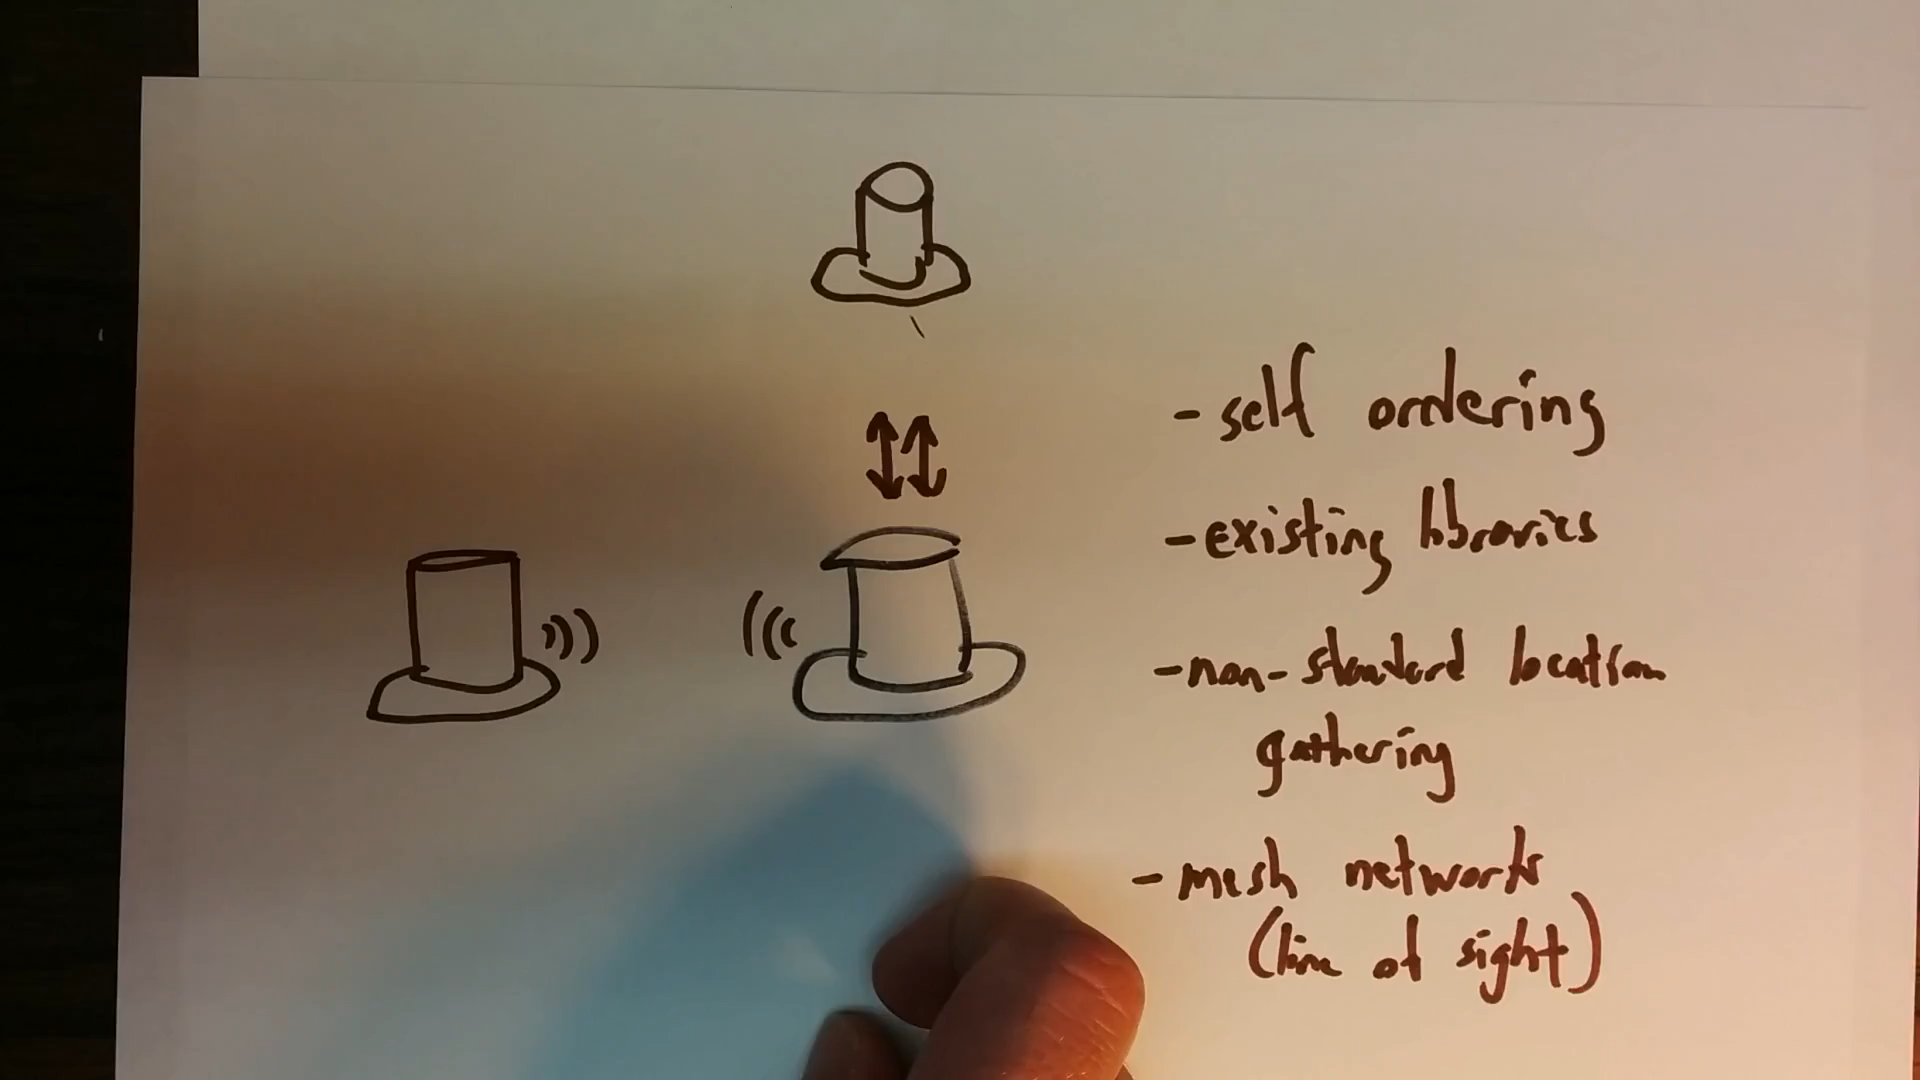 - self ordering
- existing libraries
- non-standard location
gathering
- mesh networks
(line of sight)